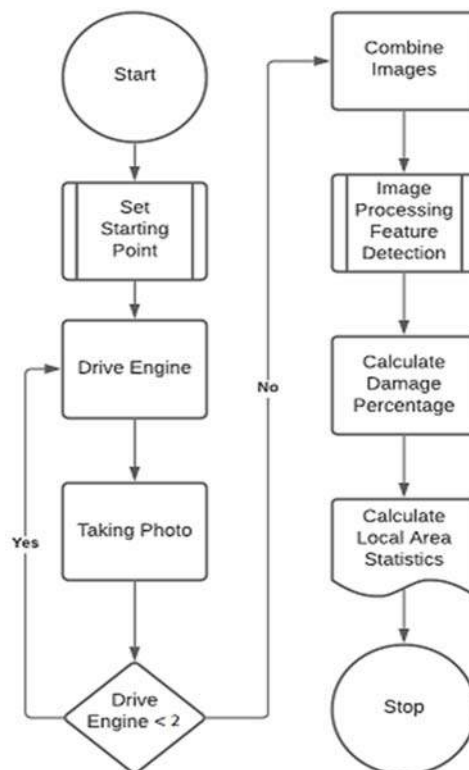 Start
Set
Starting
Point
Drive Engine
Taking Photo
Drive
Engine < 2
Yes
No
Combine
Images
Image
Processing
Feature
Detection
Calculate
Damage
Percentage
Calculate
Local Area
Statistics
Stop